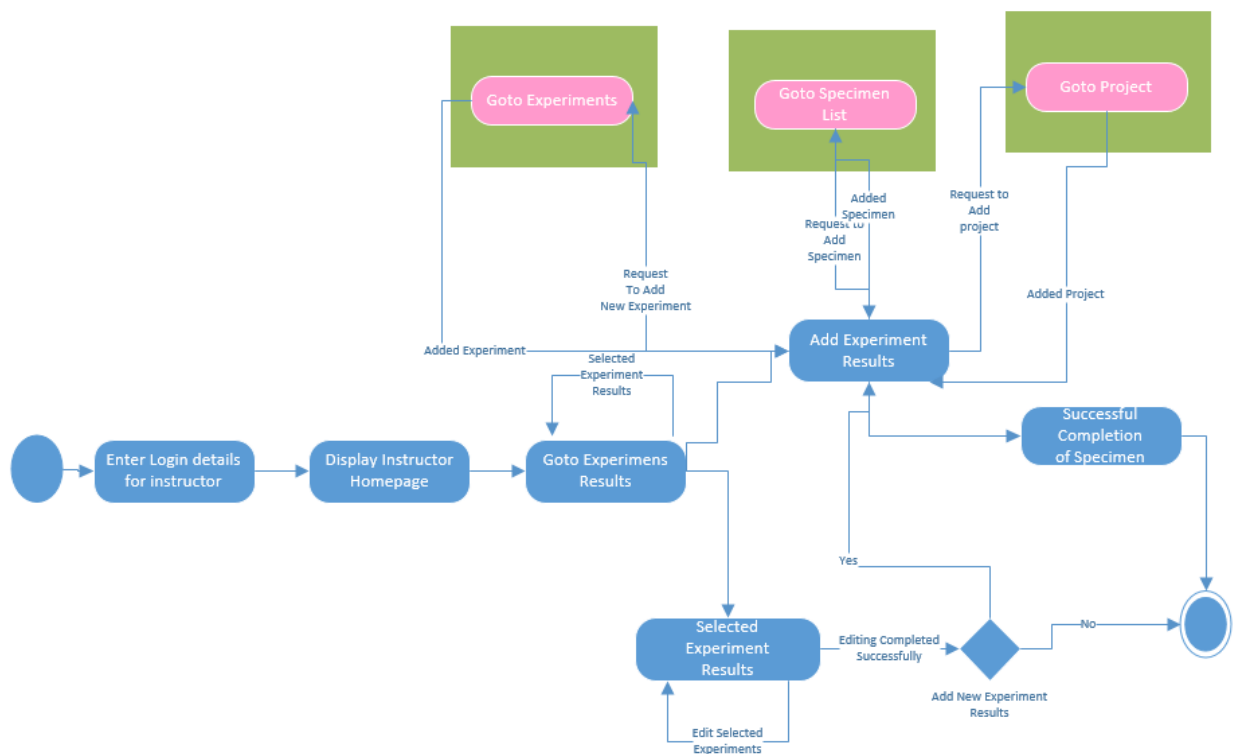 Goto Experiments
Goto Specimen
List
Goto Project
Added
Specimen
Request to
Add
Specimen
Request to
Add
project
Request
To Add
New Experiment
Added Project
Added Experiment
Add Experiment
Results
Selected
Experiment
Results
Successful
Completion
of Specimen
Enter Login details
for instructor
Display Instructor
Homepage
Goto Experimens
Results
Yes
Selected
Experiment
Results
Editing Completed
Successfully
No
Add New Experiment
Results
Edit Selected
Experiments